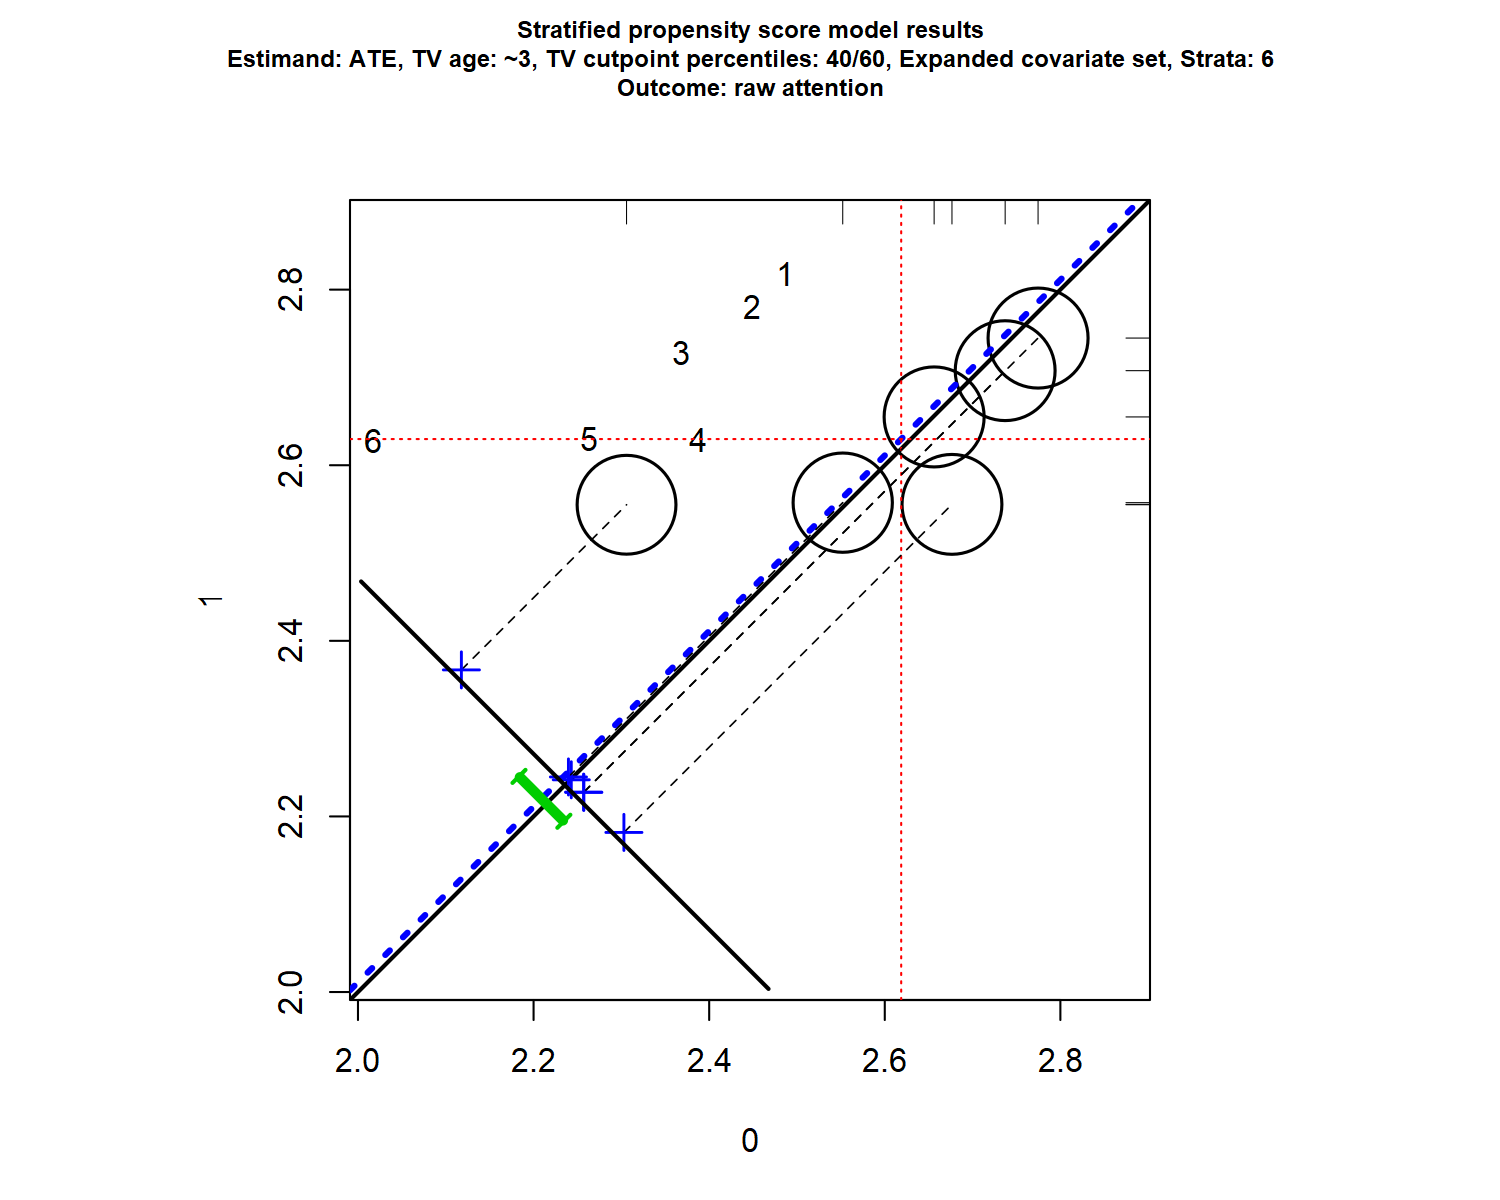 Stratified propensity score model results
Estimand: ATE, TV age: ~3, TV cutpoint percentiles: 40/60, Expanded covariate set, Strata: 6
Outcome: raw attention
1
2
3
6 5 4
2.8
2.6
2.4
2.2
2.0
1
2.0 2.2 2.4 2.6 2.8
0